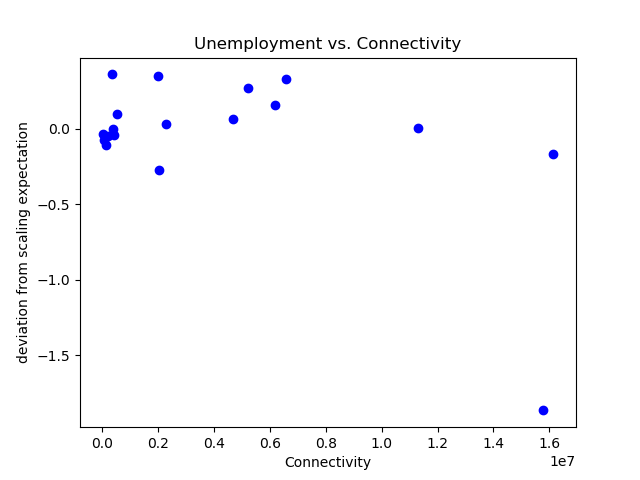 Unemployment vs. Connectivity
deviation from scaling expectation
0.0
−0.5
−1.0
−1.5
0.0 0.2 0.4 0.6 0.8 1.0 1.2 1.4 1.6
1e7
Connectivity